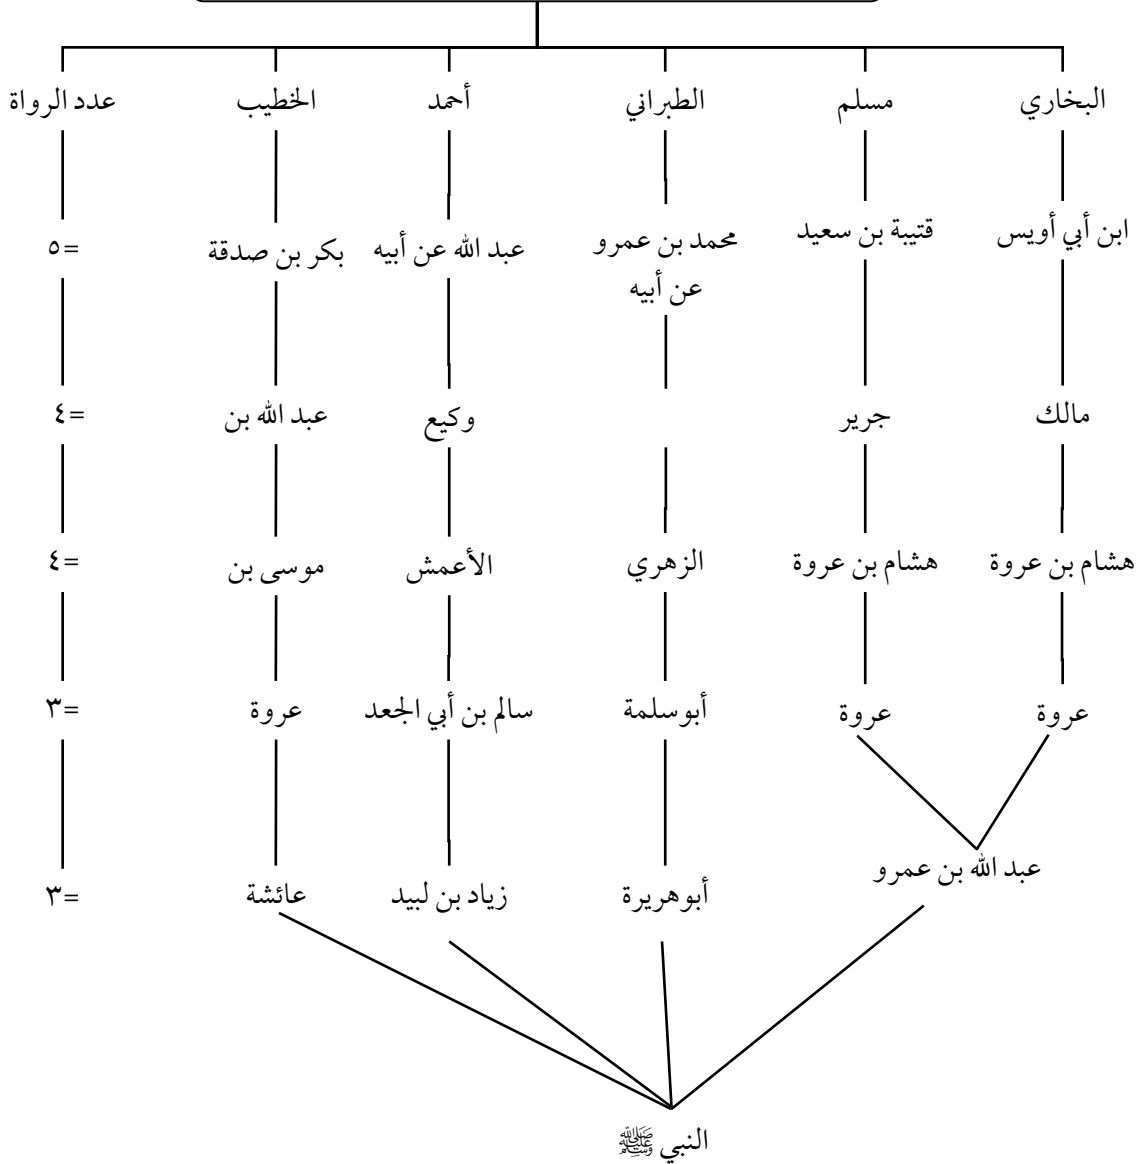 البخاري مسلم الطبراني أحمد الخطيب عدد الرواة
ابن أبي أويس قتيبة بن سعيد محمد بن عمرو عبد الله عن أبيه بكر بن صدقة =٥
عن أبيه
مالك جرير وكيع عبد الله بن =٤
هشام بن عروة هشام بن عروة الزهري الأعمش موسى بن =٤
عروة عروة أبوسلمة سالم بن أبي الجعد عروة =٣
عبد الله بن عمرو أبوهريرة زياد بن لبيد عائشة =٣
النبي ﷺ